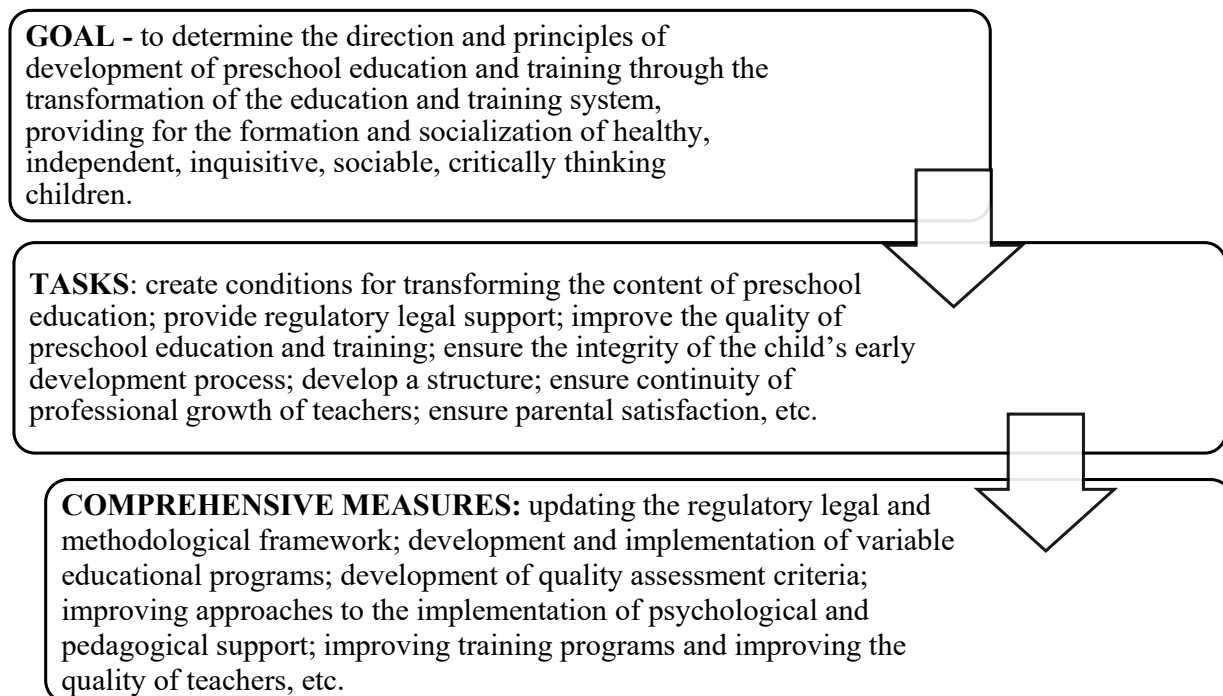 GOAL - to determine the direction and principles of
development of preschool education and training through the
transformation of the education and training system,
providing for the formation and socialization of healthy,
independent, inquisitive, sociable, critically thinking
children.
TASKS: create conditions for transforming the content of preschool
education; provide regulatory legal support; improve the quality of
preschool education and training; ensure the integrity of the child’s early
development process; develop a structure; ensure continuity of
professional growth of teachers; ensure parental satisfaction, etc.
COMPREHENSIVE MEASURES: updating the regulatory legal and
methodological framework; development and implementation of variable
educational programs; development of quality assessment criteria;
improving approaches to the implementation of psychological and
pedagogical support; improving training programs and improving the
quality of teachers, etc.